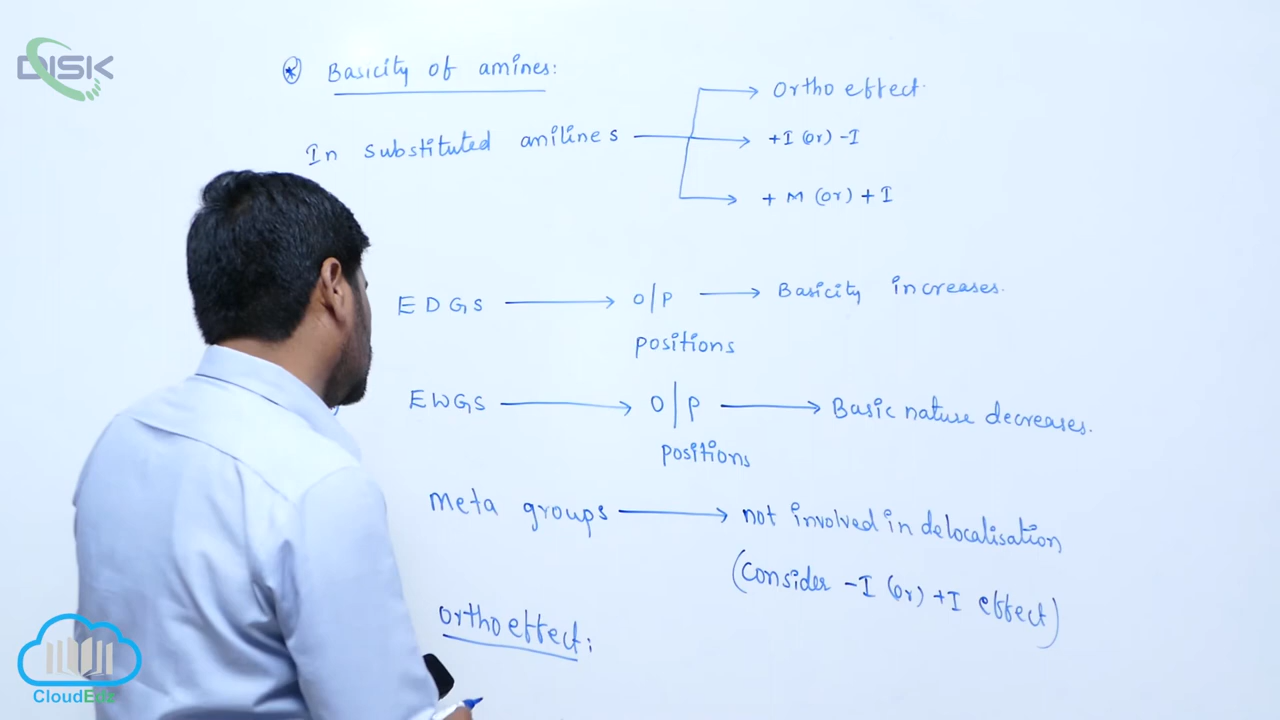 DISK
Basicity of amines:
In substituted anilines
Ortho effect
+I (or) -I
+ M (or) + I
EDGS
O/P
positions
Basicity increases.
EWGS
O/P
positions
Basic nature decreases.
Meta groups
not involved in delocalisation
(consider -I (or) +I effect)
Ortho effect: